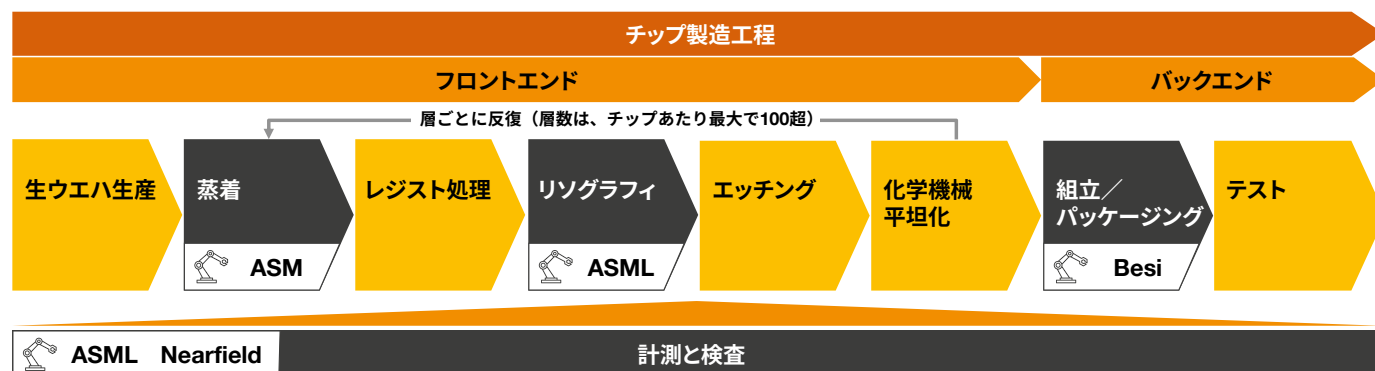 チップ製造工程
フロントエンド
バックエンド
層ごとに反復（層数は、チップあたり最大で100超）
生ウエハ生産
蒸着
ASM
レジスト処理
リソグラフィ
ASML
エッチング
化学機械
平坦化
組立／
パッケージング
Besi
テスト
ASML Nearfield
計測と検査